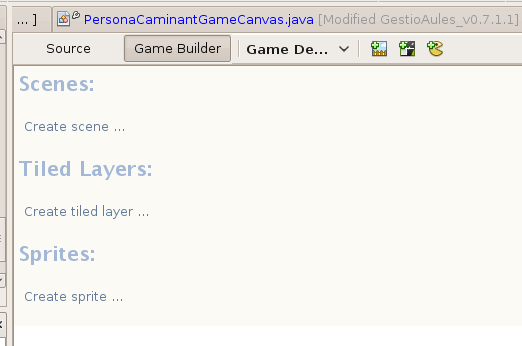 ... ] PersonaCaminantGameCanvas.java [Modified GestioAules_v0.7.1.1]
Source Game Builder Game De...
Scenes:
Create scene ...
Tiled Layers:
Create tiled layer ...
Sprites:
Create sprite ...